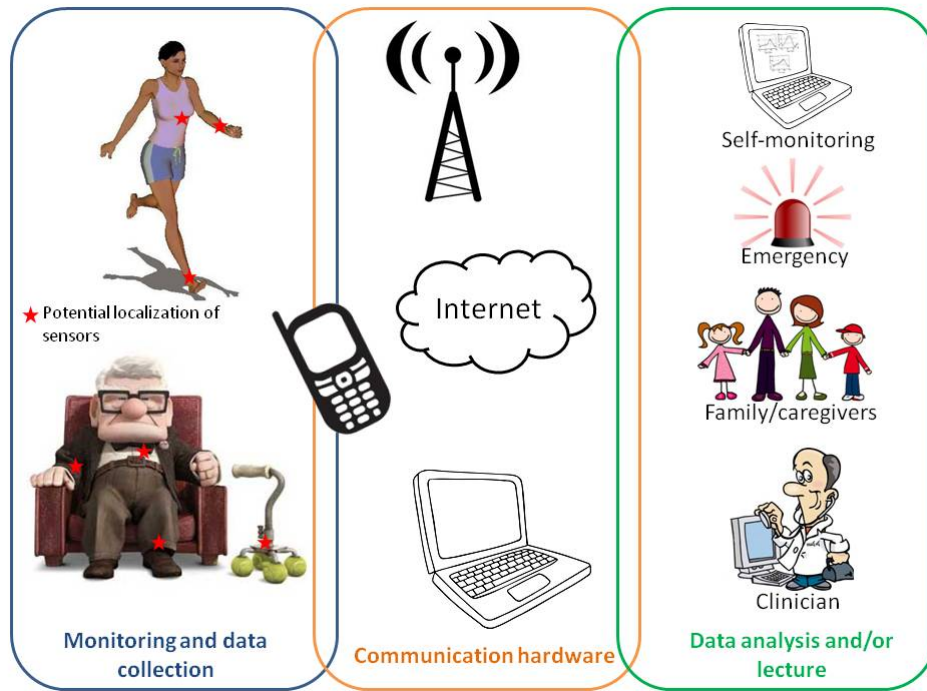 Potential localization of
sensors
Monitoring and data
collection
Internet
Communication hardware
Self-monitoring
Emergency
Family/caregivers
Clinician
Data analysis and/or
lecture